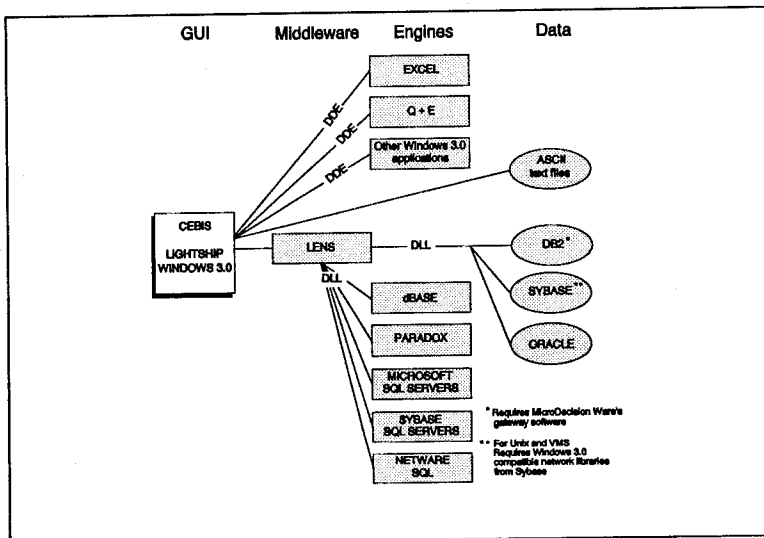 GUI Middleware Engines Data
EXCEL
DDE
Q + E
DDE
Other Windows 3.0
applications
DDE
ASCII
text files
CEBIS
LIGHTSHIP
WINDOWS 3.0
LENS
DLL
DB2*
DLL
dBASE
SYBASE**
PARADOX
ORACLE
MICROSOFT
SQL SERVERS
SYBASE
SQL SERVERS
* Requires MicroDecision Ware's
gateway software
NETWARE
SQL
** For Unix and VMS
Requires Windows 3.0
compatible network libraries
from Sybase